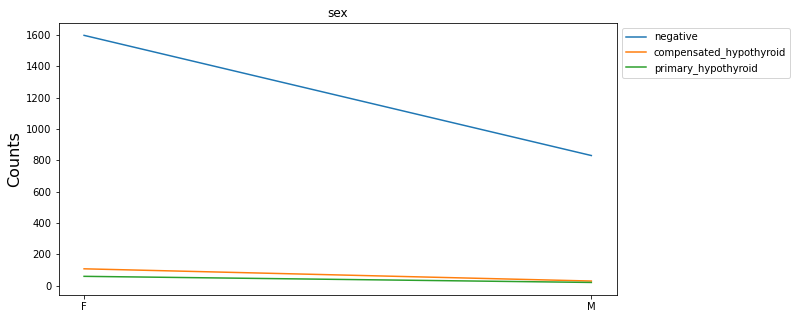 sex
negative
compensated_hypothyroid
primary_hypothyroid
Counts
1600
1400
1200
1000
800
600
400
200
0
F
M